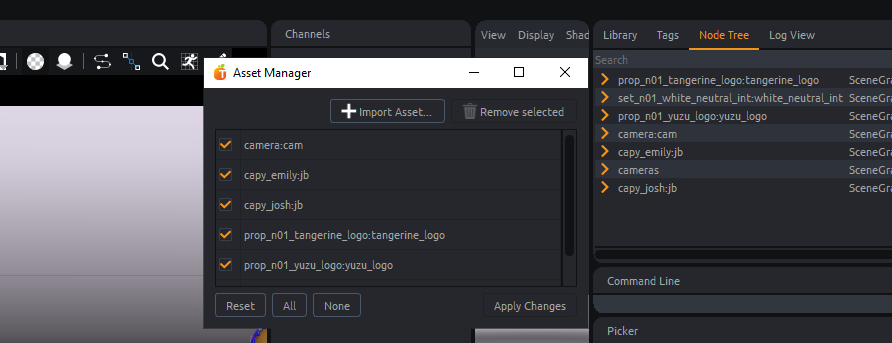 Channels
View Display Shad
Library Tags Node Tree Log View
Search
prop_n01_tangerine_logo:tangerine_logo SceneGra
set_n01_white_neutral_int:white_neutral_int SceneGra
prop_n01_yuzu_logo:yuzu_logo SceneGra
camera:cam SceneGra
capy_emily:jb SceneGra
cameras SceneGra
capy_josh:jb SceneGra
Command Line
Picker
Asset Manager
Import Asset... Remove selected
camera:cam
capy_emily:jb
capy_josh:jb
prop_n01_tangerine_logo:tangerine_logo
prop_n01_yuzu_logo:yuzu_logo
Reset All None Apply Changes